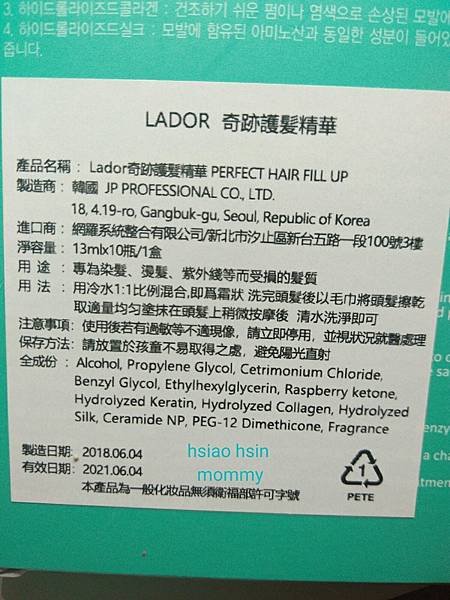 3. 하이드롤라이즈드콜라겐 : 건조하기 쉬운 펌이나 염색으로 손상된 모발에
4. 하이드롤라이즈드실크 : 모발에 함유된 아미노산과 동일한 성분이 들어있
LADOR 奇跡護髮精華
產品名稱： Lador奇跡護髮精華 PERFECT HAIR FILL UP
製造商： 韓國 JP PROFESSIONAL CO., LTD.
18, 4.19-ro, Gangbuk-gu, Seoul, Republic of Korea
進口商： 網羅系統整合有限公司/新北市汐止區新台五路一段100號3樓
淨容量： 13mlx10瓶/1盒
用 途 ： 專為染髮、燙髮、紫外綫等而受損的髮質
用 法 ： 用冷水1:1比例混合,即爲霜狀 洗完頭髮後以毛巾將頭髮擦乾
取適量均勻塗抹在頭髮上稍微按摩後 清水洗淨即可
注意事項： 使用後若有過敏等不適現像，請立即停用，並視狀況就醫處理
保存方法： 請放置於孩童不易取得之處，避免陽光直射
全成份 ： Alcohol, Propylene Glycol, Cetrimonium Chloride,
Benzyl Glycol, Ethylhexylglycerin, Raspberry ketone,
Hydrolyzed Keratin, Hydrolyzed Collagen, Hydrolyzed
Silk, Ceramide NP, PEG-12 Dimethicone, Fragrance
製造日期: 2018.06.04
有效日期: 2021.06.04
本產品為一般化妝品無須衛福部許可字號
hsiao hsin
mommy
1
PETE